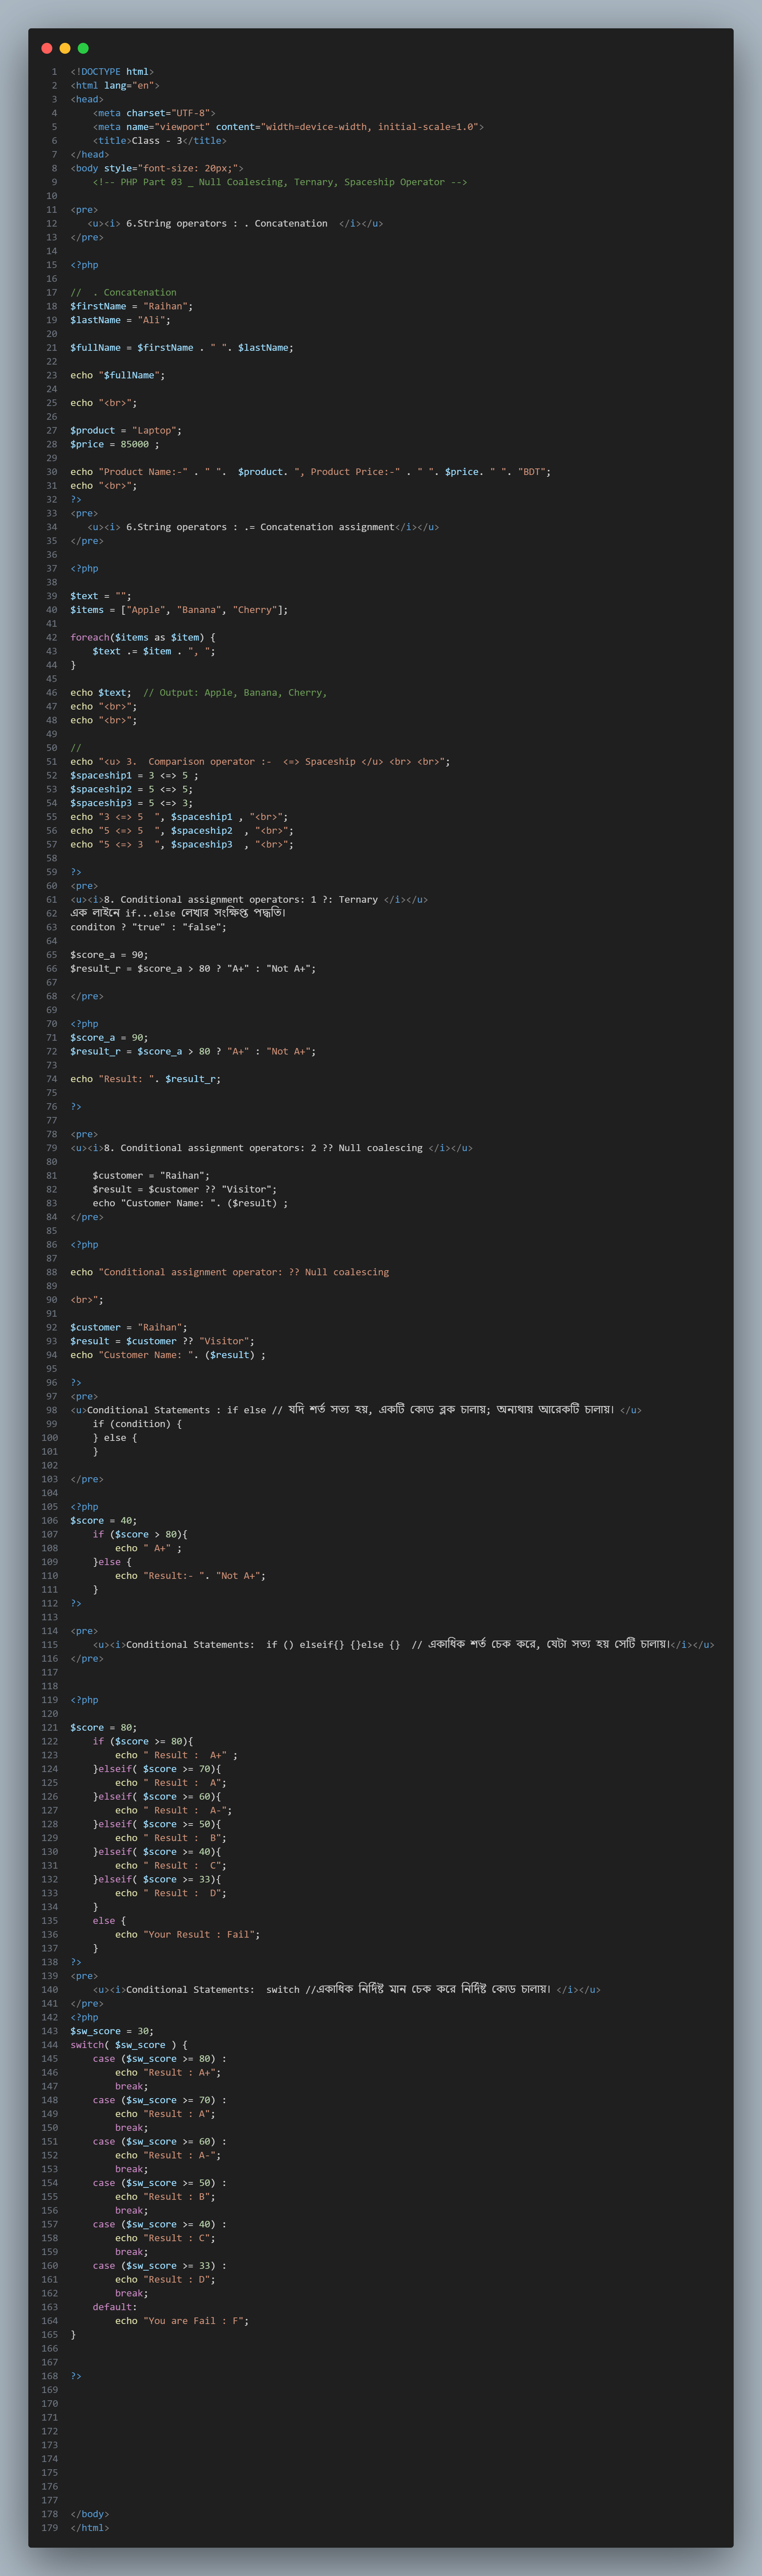 1 <!DOCTYPE html>
2 <html lang="en">
3 <head>
4     <meta charset="UTF-8">
5     <meta name="viewport" content="width=device-width, initial-scale=1.0">
6     <title>Class - 3</title>
7 </head>
8 <body style="font-size: 20px;">
9     <!-- PHP Part 03 _ Null Coalescing, Ternary, Spaceship Operator -->
10
11 <pre>
12    <u><i> 6.String operators : . Concatenation  </i></u>
13 </pre>
14
15 <?php
16
17 //  . Concatenation
18 $firstName = "Raihan";
19 $lastName = "Ali";
20
21 $fullName = $firstName . " ". $lastName;
22
23 echo "$fullName";
24
25 echo "<br>";
26
27 $product = "Laptop";
28 $price = 85000 ;
29
30 echo "Product Name:-" . " ".  $product. ", Product Price:-" . " ". $price. " ". "BDT";
31 echo "<br>";
32 ?>
33 <pre>
34    <u><i> 6.String operators : .= Concatenation assignment</i></u>
35 </pre>
36
37 <?php
38
39 $text = "";
40 $items = ["Apple", "Banana", "Cherry"];
41
42 foreach($items as $item) {
43     $text .= $item . ", ";
44 }
45
46 echo $text;  // Output: Apple, Banana, Cherry,
47 echo "<br>";
48 echo "<br>";
49
50 //
51 echo "<u> 3.  Comparison operator :-  <=> Spaceship </u> <br> <br>";
52 $spaceship1 = 3 <=> 5 ;
53 $spaceship2 = 5 <=> 5;
54 $spaceship3 = 5 <=> 3;
55 echo "3 <=> 5  ", $spaceship1 , "<br>";
56 echo "5 <=> 5  ", $spaceship2  , "<br>";
57 echo "5 <=> 3  ", $spaceship3  , "<br>";
58
59 ?>
60 <pre>
61 <u><i>8. Conditional assignment operators: 1 ?: Ternary </i></u>
62 এক লাইনে if...else লেখার সংক্ষিপ্ত পদ্ধতি।
63 conditon ? "true" : "false";
64
65 $score_a = 90;
66 $result_r = $score_a > 80 ? "A+" : "Not A+";
67
68 </pre>
69
70 <?php
71 $score_a = 90;
72 $result_r = $score_a > 80 ? "A+" : "Not A+";
73
74 echo "Result: ". $result_r;
75
76 ?>
77
78 <pre>
79 <u><i>8. Conditional assignment operators: 2 ?? Null coalescing </i></u>
80
81     $customer = "Raihan";
82     $result = $customer ?? "Visitor";
83     echo "Customer Name: ". ($result) ;
84 </pre>
85
86 <?php
87
88 echo "Conditional assignment operator: ?? Null coalescing
89
90 <br>";
91
92 $customer = "Raihan";
93 $result = $customer ?? "Visitor";
94 echo "Customer Name: ". ($result) ;
95
96 ?>
97 <pre>
98 <u>Conditional Statements : if else // যদি শর্ত সত্য হয়, একটি কোড ব্লক চালায়; অন্যথায় আরেকটি চালায়। </u>
99     if (condition) {
100     } else {
101     }
102
103 </pre>
104
105 <?php
106 $score = 40;
107     if ($score > 80){
108         echo " A+" ;
109     }else {
110         echo "Result:- ". "Not A+";
111     }
112 ?>
113
114 <pre>
115     <u><i>Conditional Statements:  if () elseif{} {}else {}  // একাধিক শর্ত চেক করে, যেটা সত্য হয় সেটি চালায়।</i></u>
116 </pre>
117
118
119 <?php
120
121 $score = 80;
122     if ($score >= 80){
123         echo " Result :  A+" ;
124     }elseif( $score >= 70){
125         echo " Result :  A";
126     }elseif( $score >= 60){
127         echo " Result :  A-";
128     }elseif( $score >= 50){
129         echo " Result :  B";
130     }elseif( $score >= 40){
131         echo " Result :  C";
132     }elseif( $score >= 33){
133         echo " Result :  D";
134     }
135     else {
136         echo "Your Result : Fail";
137     }
138 ?>
139 <pre>
140     <u><i>Conditional Statements:  switch //একাধিক নির্দিষ্ট মান চেক করে নির্দিষ্ট কোড চালায়। </i></u>
141 </pre>
142 <?php
143 $sw_score = 30;
144 switch( $sw_score ) {
145     case ($sw_score >= 80) :
146         echo "Result : A+";
147         break;
148     case ($sw_score >= 70) :
149         echo "Result : A";
150         break;
151     case ($sw_score >= 60) :
152         echo "Result : A-";
153         break;
154     case ($sw_score >= 50) :
155         echo "Result : B";
156         break;
157     case ($sw_score >= 40) :
158         echo "Result : C";
159         break;
160     case ($sw_score >= 33) :
161         echo "Result : D";
162         break;
163     default:
164         echo "You are Fail : F";
165 }
166
167
168 ?>
169
170
171
172
173
174
175
176
177
178 </body>
179 </html>